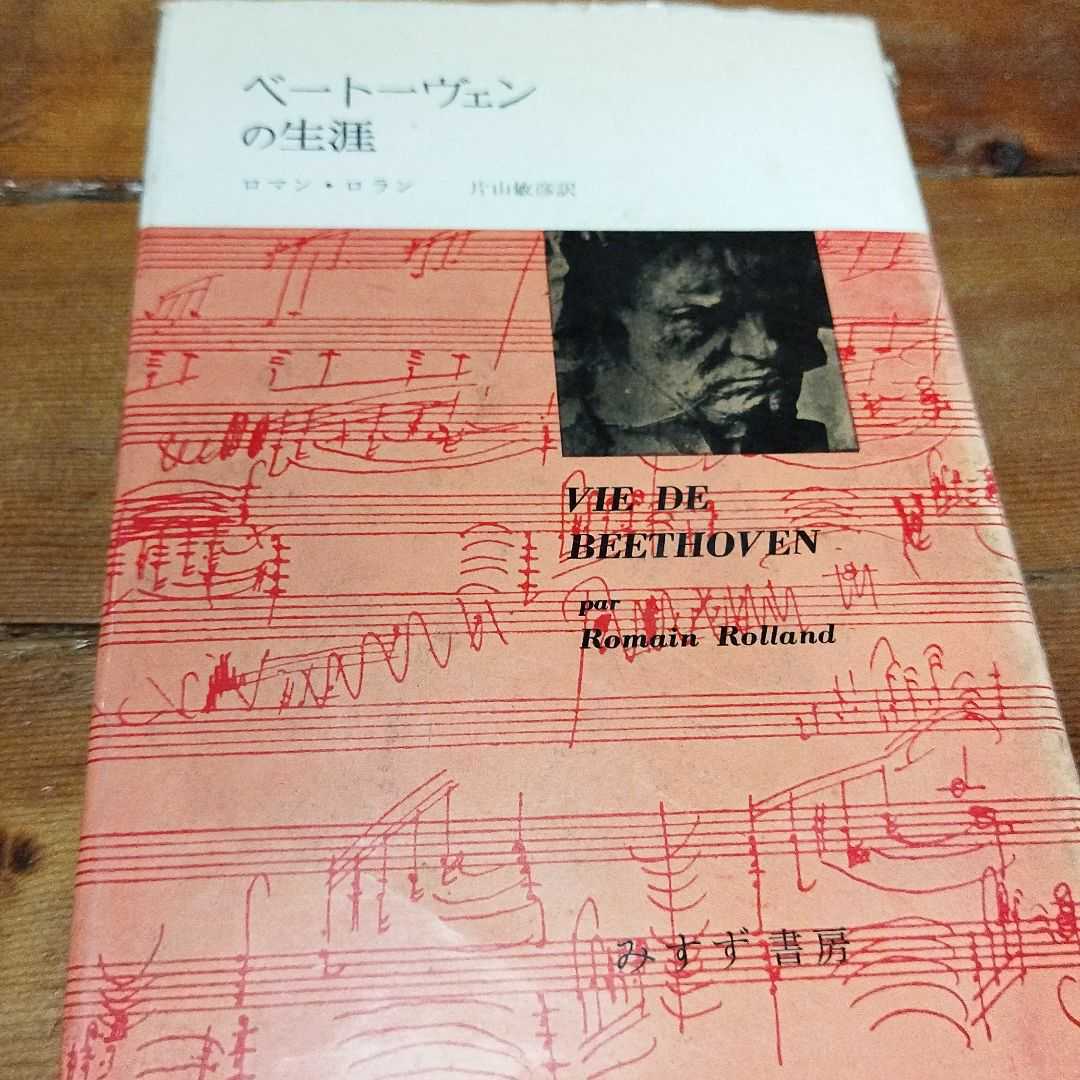 ベートーヴェン
の生涯
ロマン・ロラン 片山敏彦訳
VIE DE
BEETHOVEN
par
Romain Rolland
みすず書房